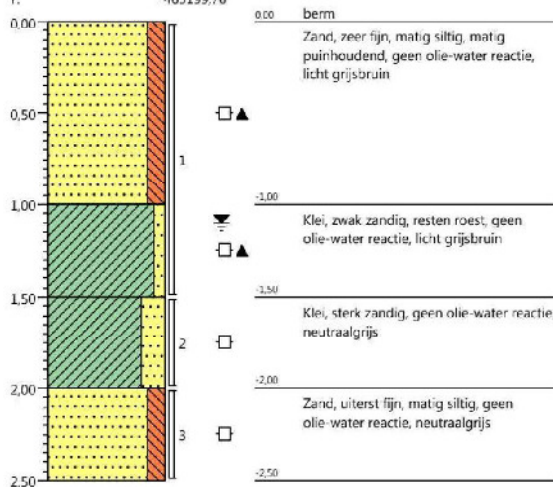 0.00 berm
0,00
Zand, zeer fijn, matig siltig, matig
puinhoudend, geen olie-water reactie,
licht grijsbruin
0,50
1
1,00
-1,00
Klei, zwak zandig, resten roest, geen
olie-water reactie, licht grijsbruin
1,50
-1,50
Klei, sterk zandig, geen olie-water reactie,
neutraalgrijs
2
2,00
-2,00
Zand, uiterst fijn, matig siltig, geen
olie-water reactie, neutraalgrijs
3
2,50
-2,50